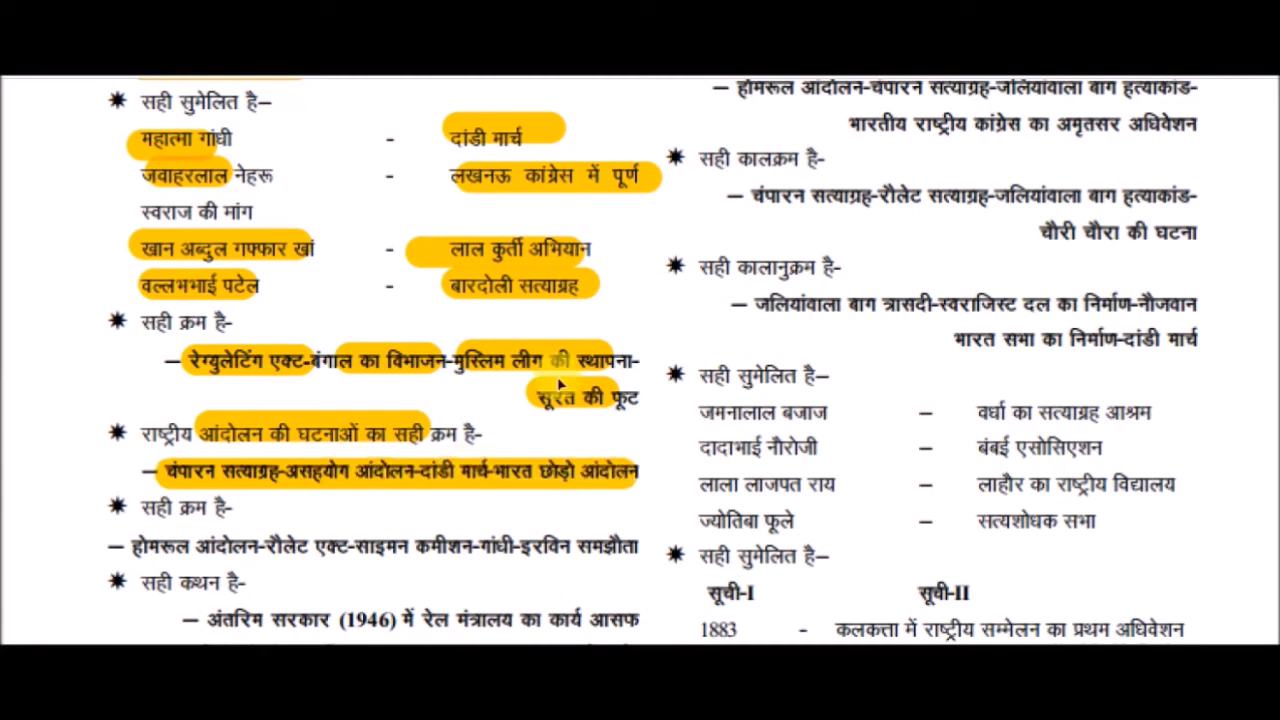 ✷ सही सुमेलित है–
महात्मा गांधी - दांडी मार्च
जवाहरलाल नेहरू - लखनऊ कांग्रेस में पूर्ण
स्वराज की मांग
खान अब्दुल गफ्फार खां - लाल कुर्ती अभियान
वल्लभभाई पटेल - बारदोली सत्याग्रह
✷ सही क्रम है-
– रेग्युलेटिंग एक्ट-बंगाल का विभाजन-मुस्लिम लीग की स्थापना-
सूरत की फूट
✷ राष्ट्रीय आंदोलन की घटनाओं का सही क्रम है-
– चंपारन सत्याग्रह-असहयोग आंदोलन-दांडी मार्च-भारत छोड़ो आंदोलन
✷ सही क्रम है-
– होमरूल आंदोलन-रौलेट एक्ट-साइमन कमीशन-गांधी-इरविन समझौता
✷ सही कथन है-
– अंतरिम सरकार (1946) में रेल मंत्रालय का कार्य आसफ
– होमरूल आंदोलन-चंपारन सत्याग्रह-जलियांवाला बाग हत्याकांड-
भारतीय राष्ट्रीय कांग्रेस का अमृतसर अधिवेशन
✷ सही कालक्रम है-
– चंपारन सत्याग्रह-रौलेट सत्याग्रह-जलियांवाला बाग हत्याकांड-
चौरी चौरा की घटना
✷ सही कालानुक्रम है-
– जलियांवाला बाग त्रासदी-स्वराजिस्ट दल का निर्माण-नौजवान
भारत सभा का निर्माण-दांडी मार्च
✷ सही सुमेलित है–
जमनालाल बजाज – वर्धा का सत्याग्रह आश्रम
दादाभाई नौरोजी – बंबई एसोसिएशन
लाला लाजपत राय – लाहौर का राष्ट्रीय विद्यालय
ज्योतिबा फूले – सत्यशोधक सभा
✷ सही सुमेलित है–
सूची-I सूची-II
1883 - कलकत्ता में राष्ट्रीय सम्मेलन का प्रथम अधिवेशन